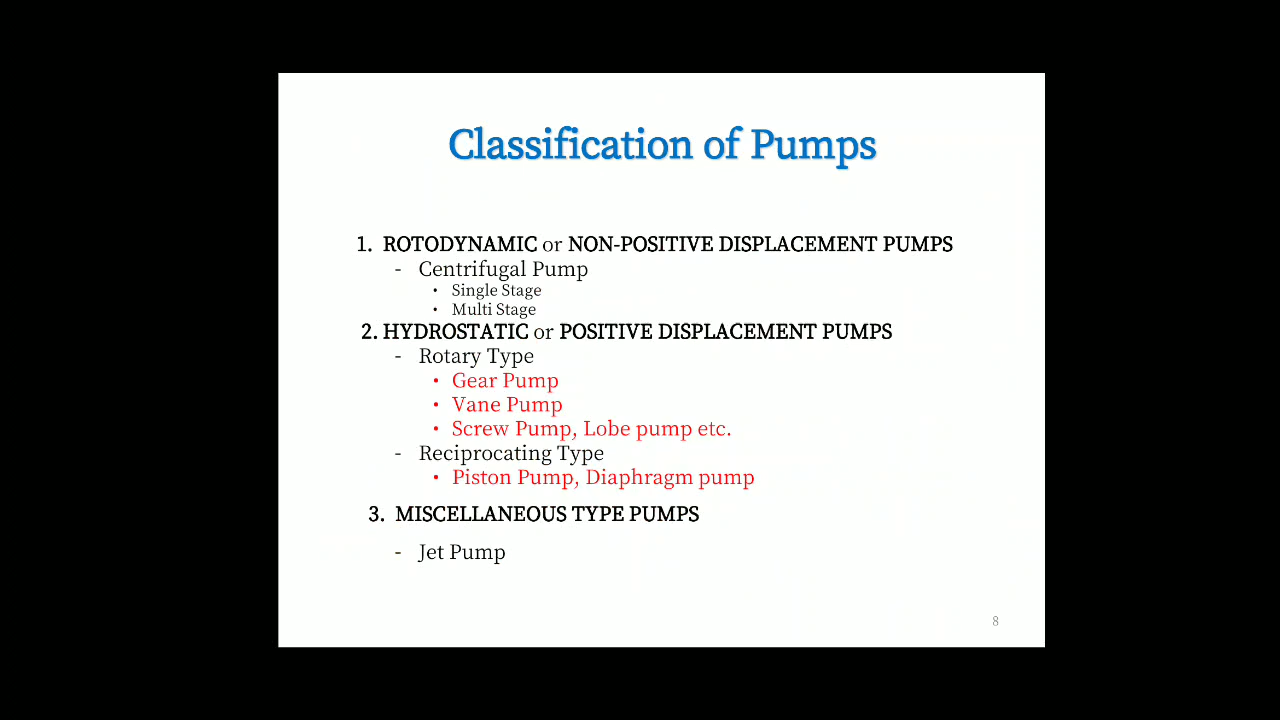 Classification of Pumps
1. ROTODYNAMIC or NON-POSITIVE DISPLACEMENT PUMPS
- Centrifugal Pump
• Single Stage
• Multi Stage
2. HYDROSTATIC or POSITIVE DISPLACEMENT PUMPS
- Rotary Type
• Gear Pump
• Vane Pump
• Screw Pump, Lobe pump etc.
- Reciprocating Type
• Piston Pump, Diaphragm pump
3. MISCELLANEOUS TYPE PUMPS
- Jet Pump
8